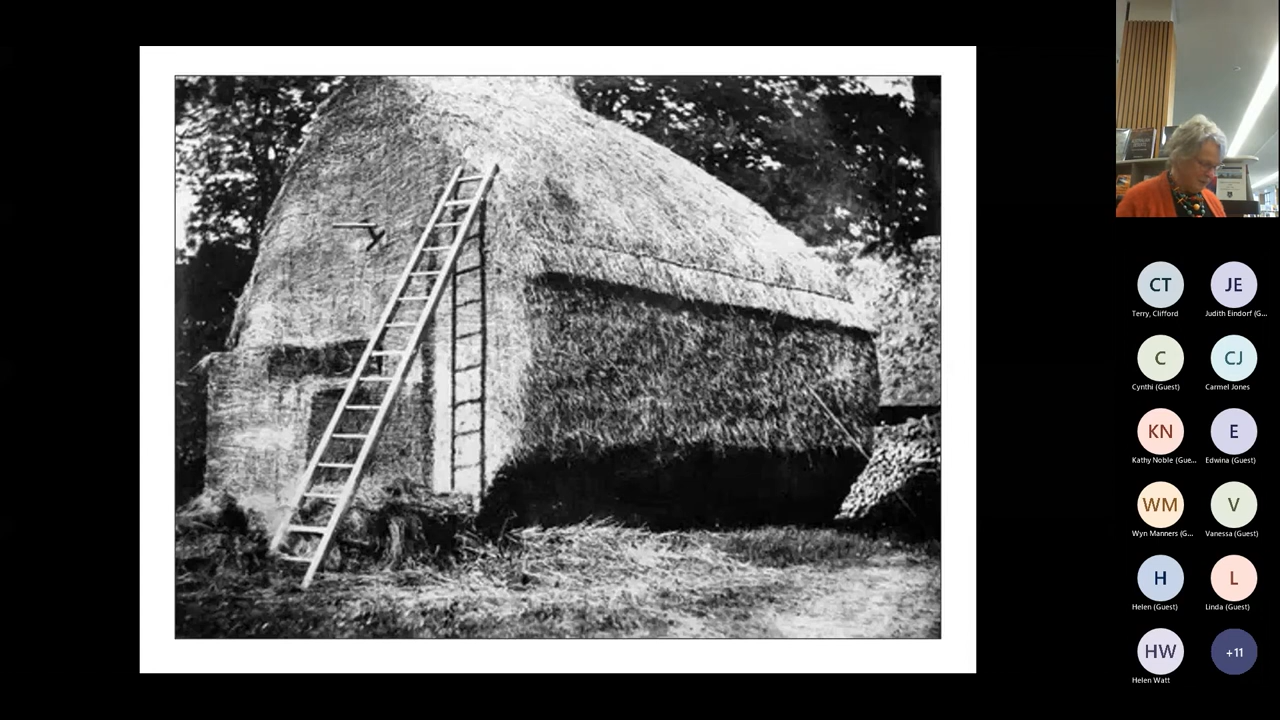 CT
JE
Terry, Clifford
Judith Eindorf (G...
C
CJ
Cynthi (Guest)
Carmel Jones
KN
E
Kathy Noble (Gue...
Edwina (Guest)
WM
V
Wyn Manners (G...
Vanessa (Guest)
H
L
Helen (Guest)
Linda (Guest)
HW
+11
Helen Watt